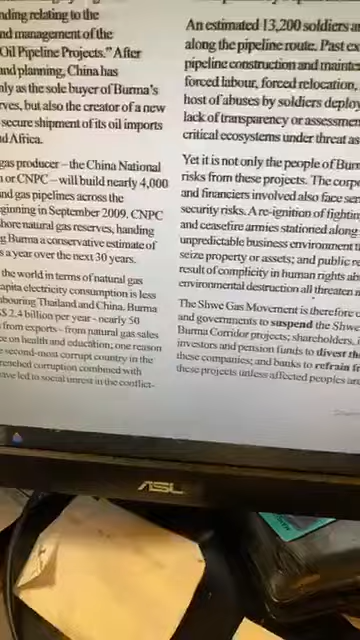 nding relating to the
nd management of the
Oil Pipeline Projects." After
and planning, China has
nly as the sole buyer of Burma's
rves, but also the creator of a new
secure shipment of its oil imports
nd Africa.
gas producer – the China National
n or CNPC – will build nearly 4,000
nd gas pipelines across the
ginning in September 2009. CNPC
hore natural gas reserves, handing
g Burma a conservative estimate of
s a year over the next 30 years.
the world in terms of natural gas
apita electricity consumption is less
hbouring Thailand and China. Burma
S$ 2.4 billion per year - nearly 50
from exports – from natural gas sales
ce on health and education; one reason
e second-most corrupt country in the
renched corruption combined with
ave led to social unrest in the conflict-
An estimated 13,200 soldiers a
along the pipeline route. Past ex
pipeline construction and mainte
forced labour, forced relocation,
host of abuses by soldiers deplo
lack of transparency or assessmen
critical ecosystems under threat as
Yet it is not only the people of Burm
risks from these projects. The corp
and financiers involved also face ser
security risks. A re-ignition of fightin
and ceasefire armies stationed along
unpredictable business environment t
seize property or assets; and public re
result of complicity in human rights ab
environmental destruction all threaten i
The Shwe Gas Movement is therefore c
and governments to suspend the Shwe
Burma Corridor projects; shareholders, i
investors and pension funds to divest the
these companies; and banks to refrain fr
these projects unless affected peoples ar
ASU